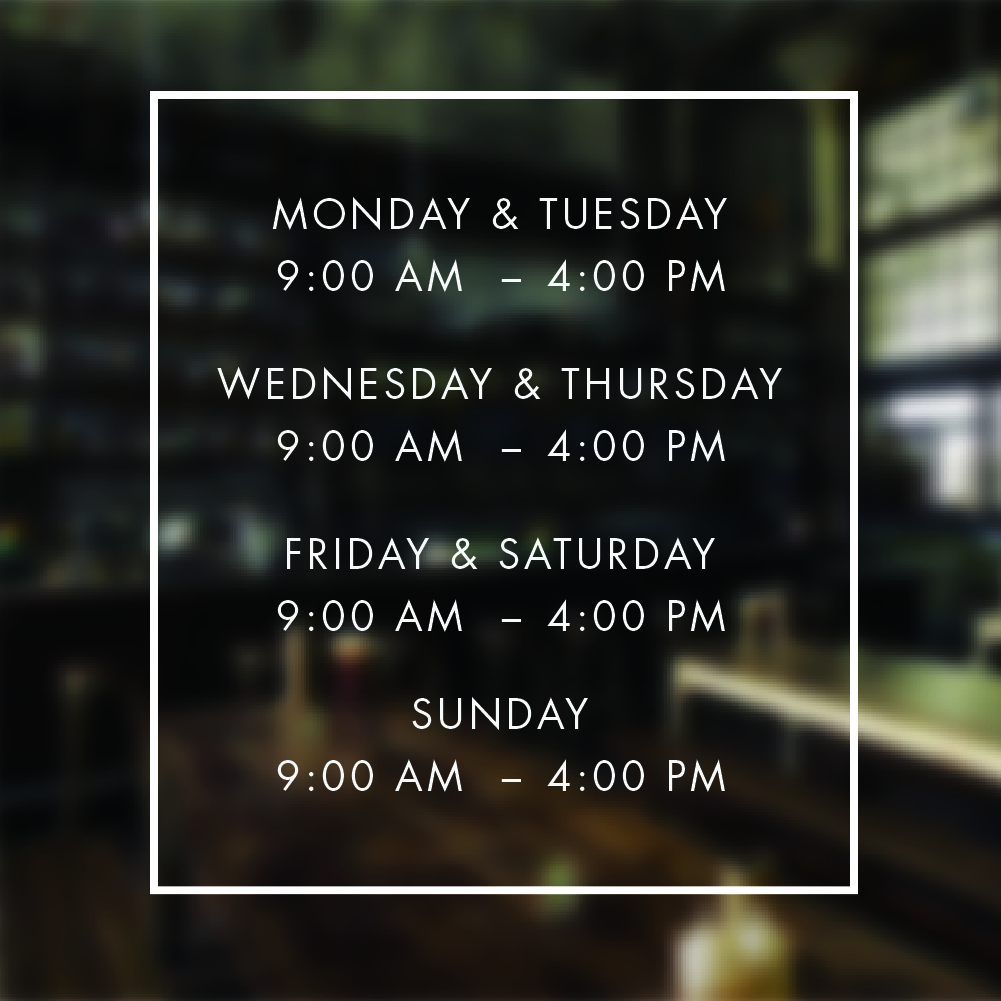 MONDAY & TUESDAY
9:00 AM – 4:00 PM
WEDNESDAY & THURSDAY
9:00 AM – 4:00 PM
FRIDAY & SATURDAY
9:00 AM – 4:00 PM
SUNDAY
9:00 AM – 4:00 PM